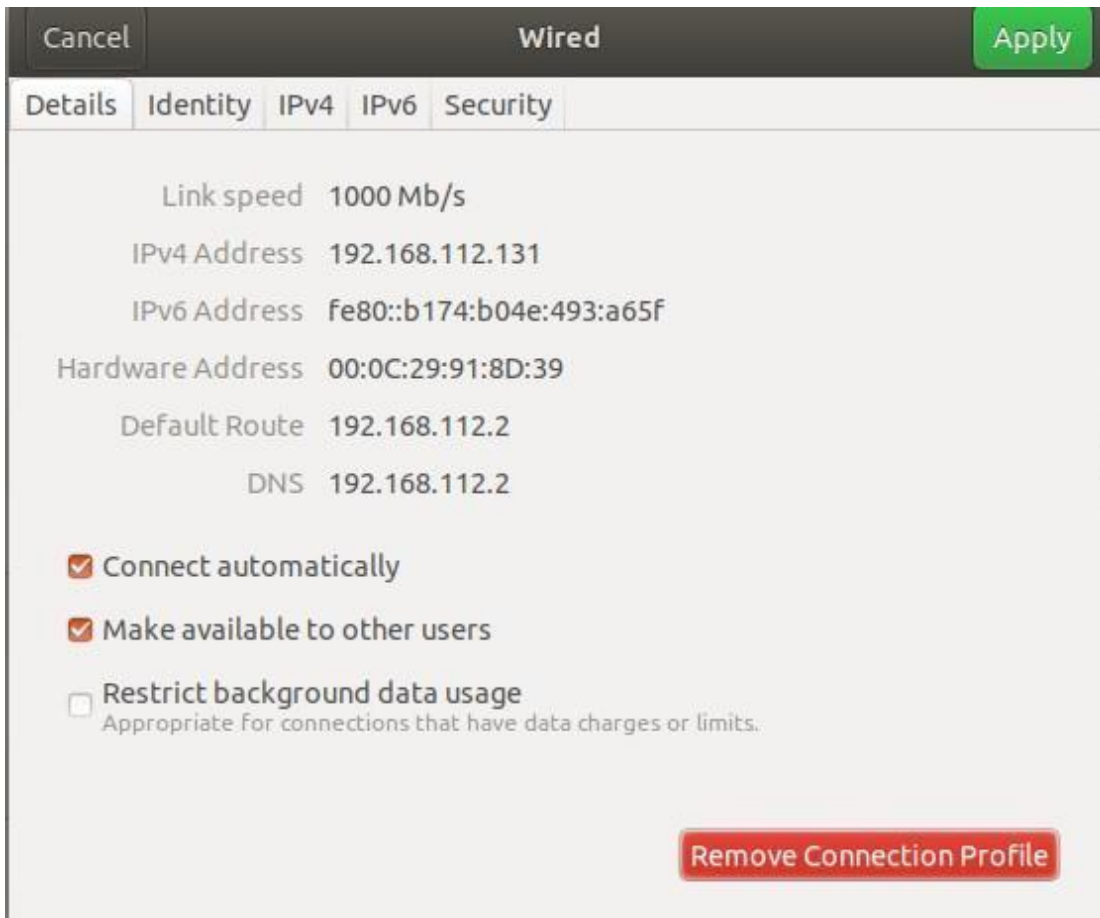 Cancel Wired Apply
Details Identity IPv4 IPv6 Security
Link speed 1000 Mb/s
IPv4 Address 192.168.112.131
IPv6 Address fe80::b174:b04e:493:a65f
Hardware Address 00:0C:29:91:8D:39
Default Route 192.168.112.2
DNS 192.168.112.2
Connect automatically
Make available to other users
Restrict background data usage
Appropriate for connections that have data charges or limits.
Remove Connection Profile